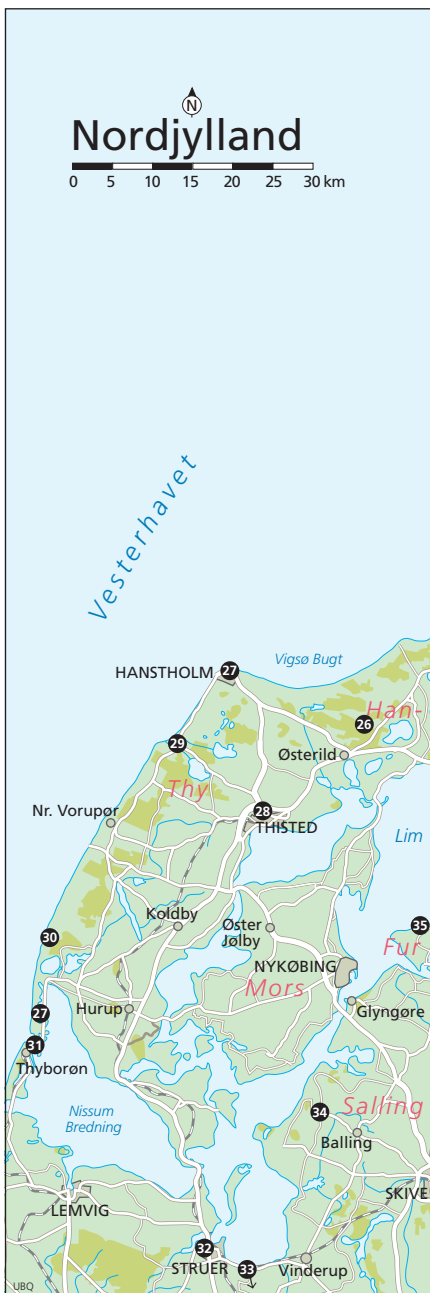 N
Nordjylland
0 5 10 15 20 25 30 km
Vesterhavet
Vigsø Bugt
27
HANSTHOLM
Han-
26
29
Østerild
Thy
28
THISTED
Nr. Vorupør
Lim
Koldby
Øster
Jølby
35
30
Fur
NYKØBING
Mors
Hurup
Glyngøre
27
31
Thyborøn
Nissum
Bredning
34
Salling
Balling
SKIVE
LEMVIG
32
STRUER
33
Vinderup
UBQ